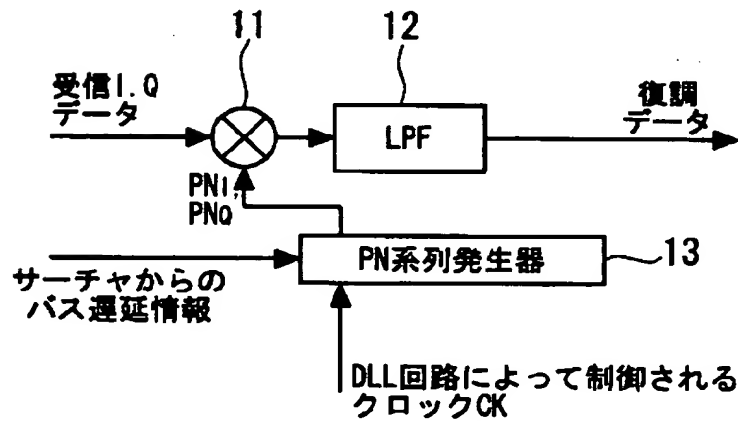 11
12
受信I.Q
データ
LPF
復調
データ
PNI,
PNQ
PN系列発生器
13
サーチャからの
パス遅延情報
DLL回路によって制御される
クロックCK